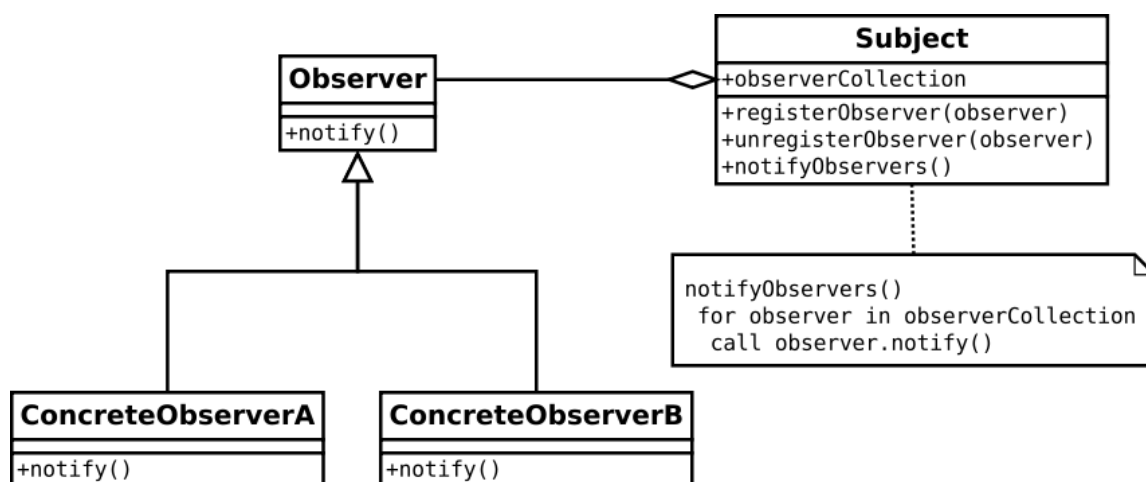 Observer
+notify()
Subject
+observerCollection
+registerObserver(observer)
+unregisterObserver(observer)
+notifyObservers()
notifyObservers()
for observer in observerCollection
call observer.notify()
ConcreteObserverA
+notify()
ConcreteObserverB
+notify()